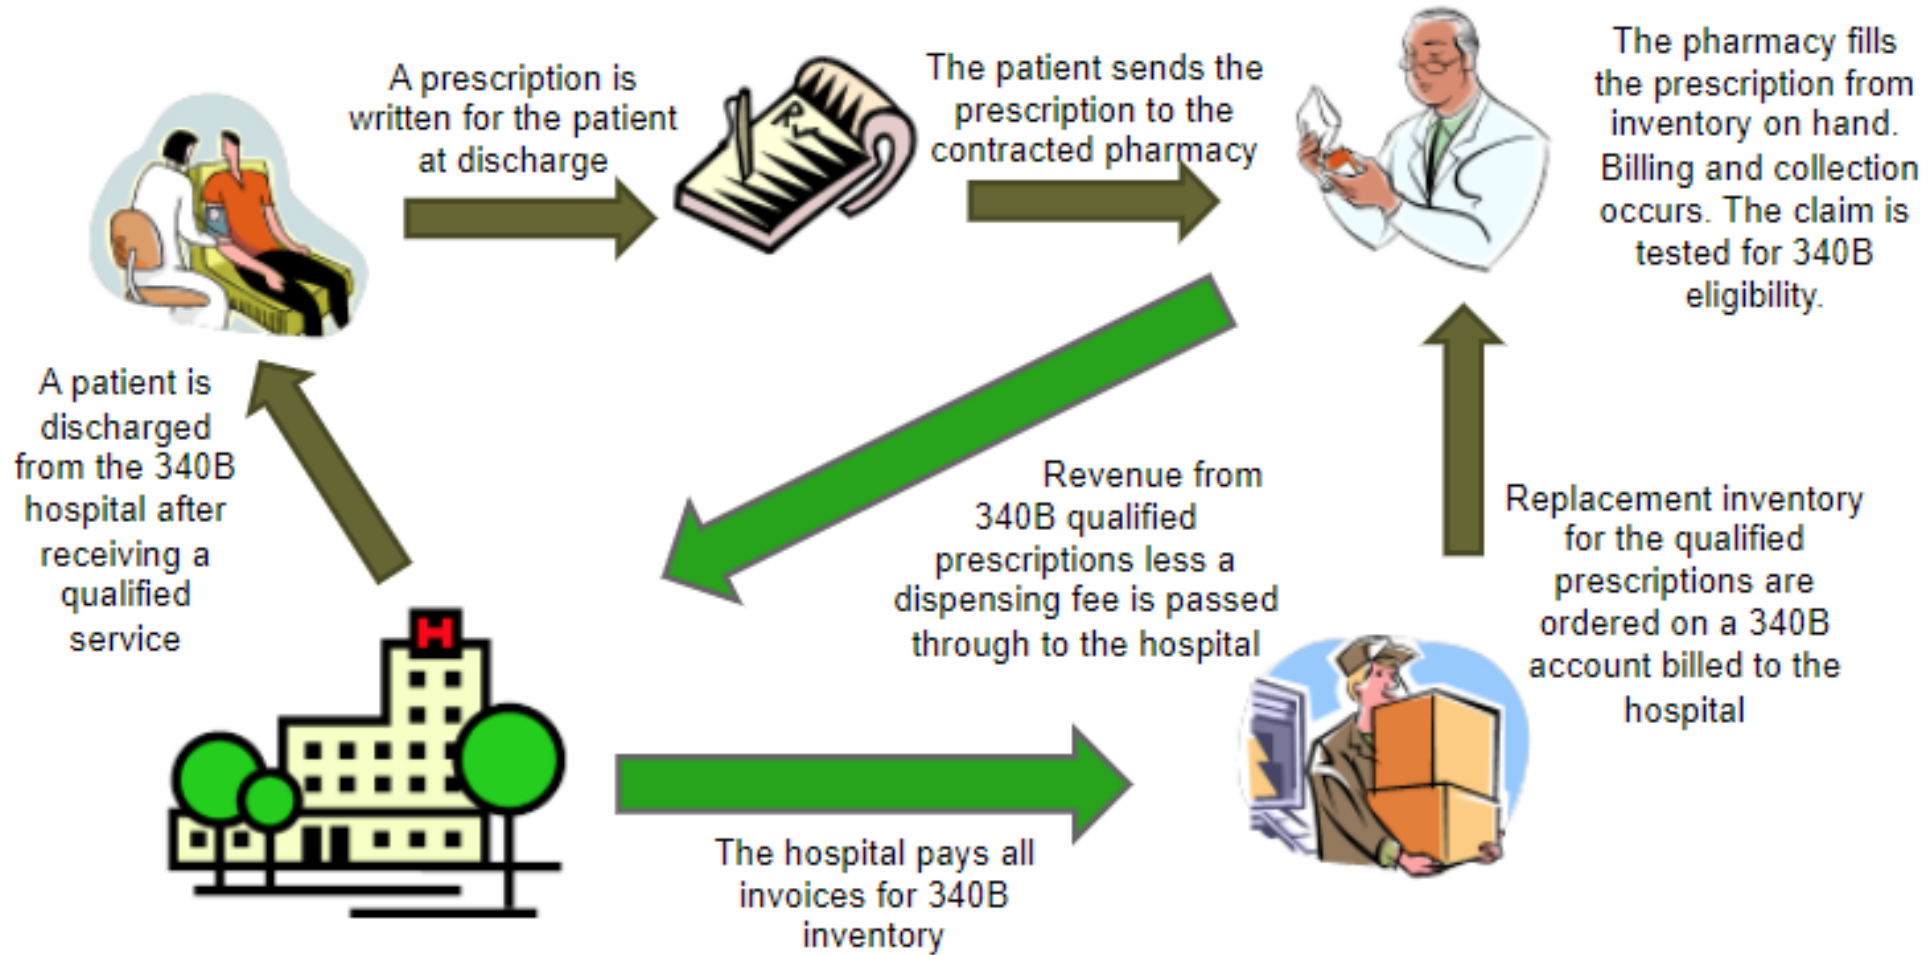 A prescription is
written for the patient
at discharge
The patient sends the
prescription to the
contracted pharmacy
The pharmacy fills
the prescription from
inventory on hand.
Billing and collection
occurs. The claim is
tested for 340B
eligibility.
A patient is
discharged
from the 340B
hospital after
receiving a
qualified
service
Revenue from
340B qualified
prescriptions less a
dispensing fee is passed
through to the hospital
Replacement inventory
for the qualified
prescriptions are
ordered on a 340B
account billed to the
hospital
The hospital pays all
invoices for 340B
inventory
H
Rx